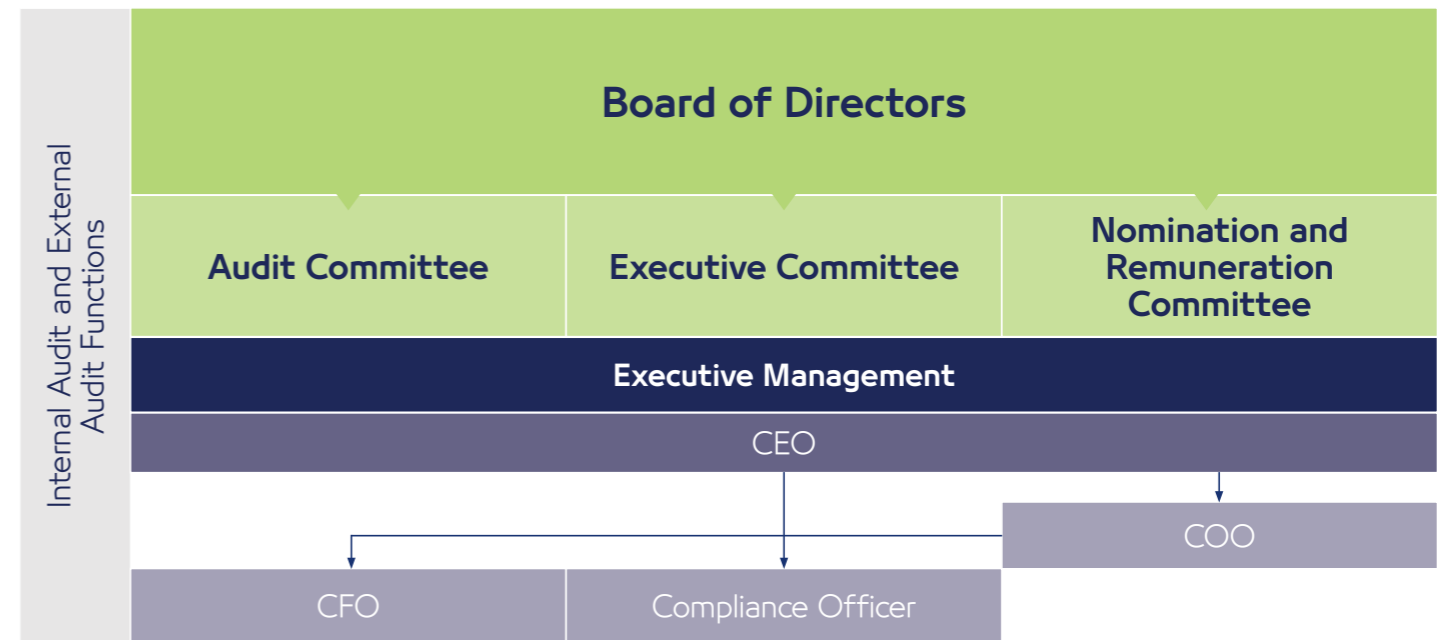 Internal Audit and External
Audit Functions
Board of Directors
Audit Committee
Executive Committee
Nomination and
Remuneration
Committee
Executive Management
CEO
COO
CFO
Compliance Officer